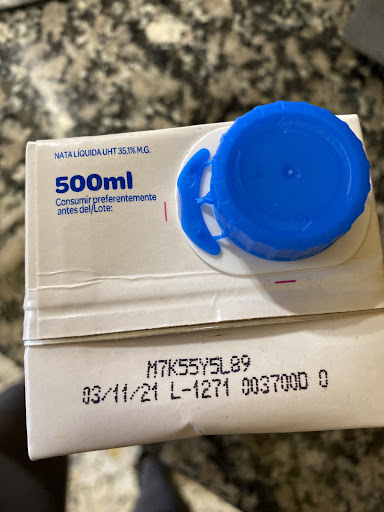 NATA LÍQUIDA UHT 35,1% M.G.
500ml
Consumir preferentemente
antes del/Lote:
M7K55Y5L89
03/11/21 L-1271 003700D 0